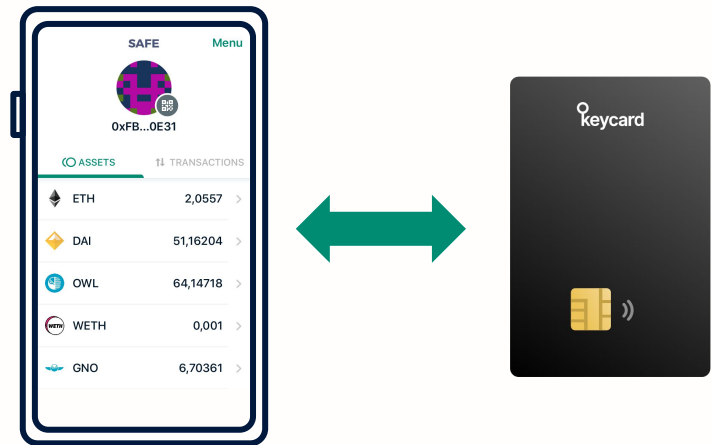 SAFE Menu
0xFB...0E31
ASSETS TRANSACTIONS
ETH 2,0557
DAI 51,16204
OWL 64,14718
WETH WETH 0,001
GNO 6,70361
keycard